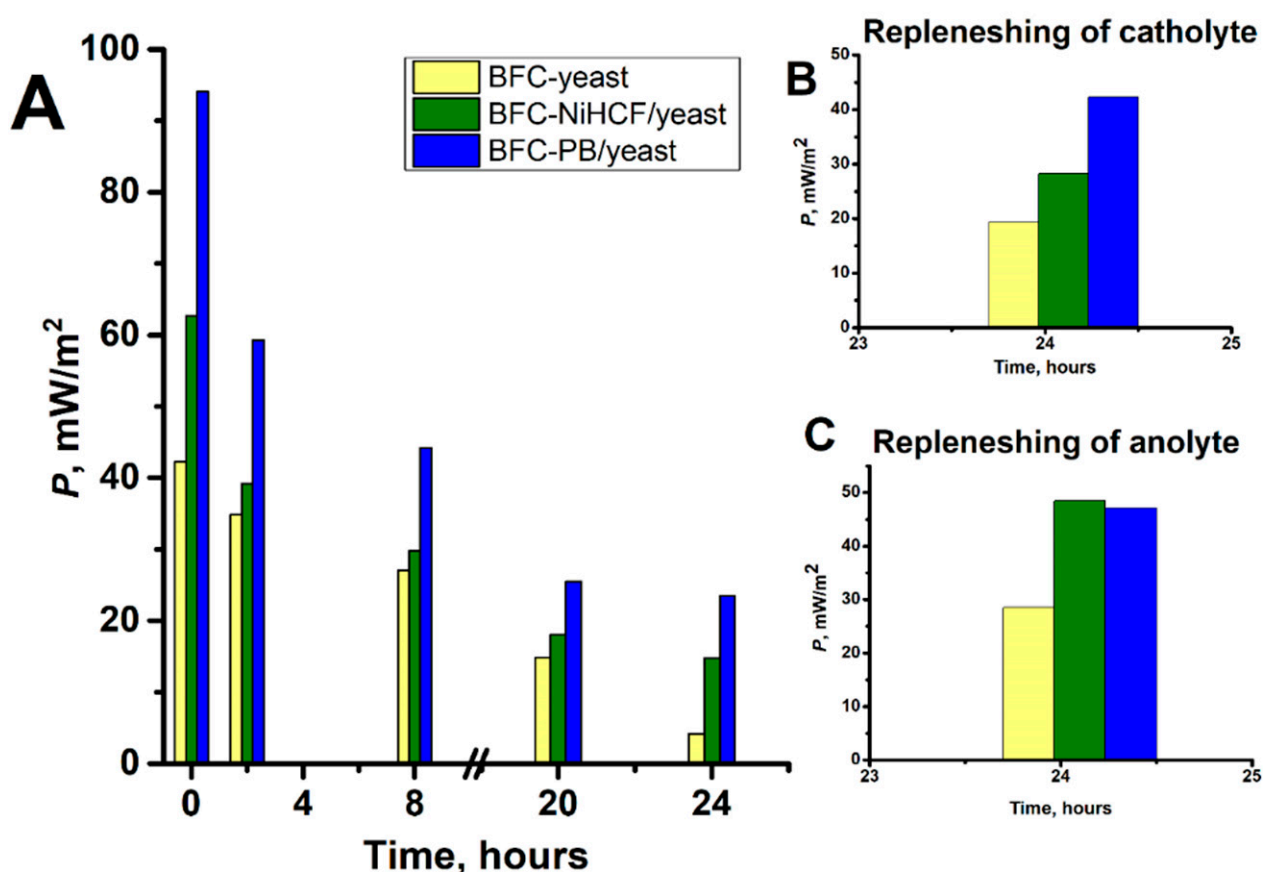 A
100
80
60
40
20
0
P, mW/m²
0 4 8 20 24
Time, hours
BFC-yeast
BFC-NiHCF/yeast
BFC-PB/yeast
Repleneshing of catholyte
B
50
40
30
20
10
0
P, mW/m²
23 24 25
Time, hours
C
Repleneshing of anolyte
50
40
30
20
10
0
P, mW/m²
23 24 25
Time, hours